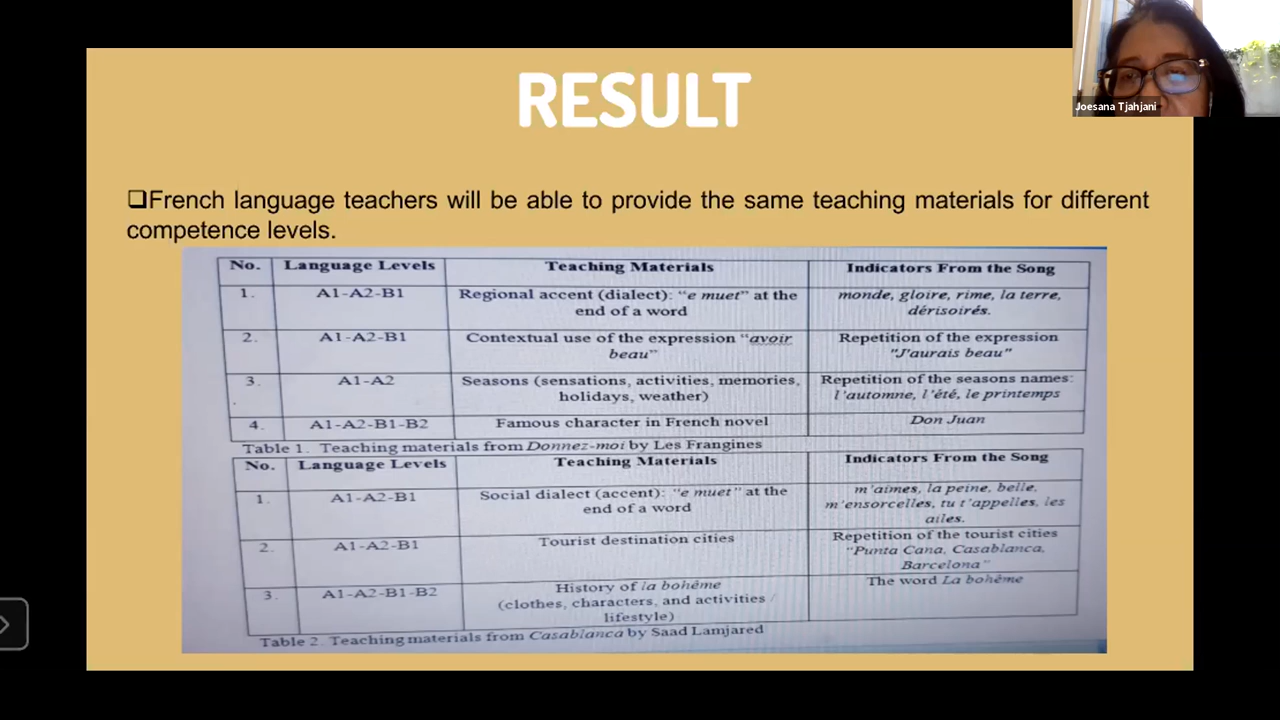 RESULT
Joesana Tjahjani
❑French language teachers will be able to provide the same teaching materials for different
competence levels.
No. Language Levels Teaching Materials Indicators From the Song
1. A1-A2-B1 Regional accent (dialect): "e muet" at the monde, gloire, rime, la terre,
end of a word dérisoirés.
2. A1-A2-B1 Contextual use of the expression "avoir Repetition of the expression
beau" "J'aurais beau"
3. A1-A2 Seasons (sensations, activities, memories, Repetition of the seasons names:
holidays, weather) l'automne, l'été, le printemps
4. A1-A2-B1-B2 Famous character in French novel Don Juan
Table 1. Teaching materials from Donnez-moi by Les Frangines
No. Language Levels Teaching Materials Indicators From the Song
1. A1-A2-B1 Social dialect (accent): "e muet" at the m'aimes, la peine, belle,
end of a word m'ensorcelles, tu t'appelles, les
ailes.
2. A1-A2-B1 Tourist destination cities Repetition of the tourist cities
"Punta Cana, Casablanca,
Barcelona"
3. A1-A2-B1-B2 History of la bohême The word La bohême
(clothes, characters, and activities /
lifestyle)
Table 2. Teaching materials from Casablanca by Saad Lamjared